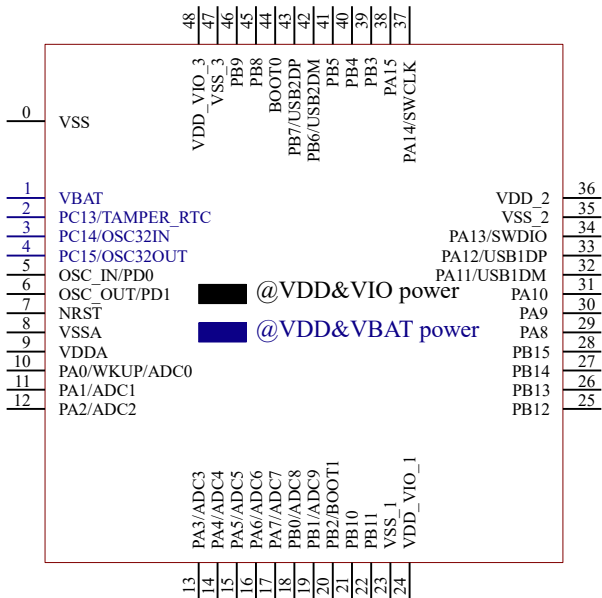 48
47
46
45
44
43
42
41
40
39
38
37
VDD_VIO_3
VSS_3
PB9
PB8
BOOT0
PB7/USB2DP
PB6/USB2DM
PB5
PB4
PB3
PA15
PA14/SWCLK
0 VSS
1 VBAT
2 PC13/TAMPER_RTC
3 PC14/OSC32IN
4 PC15/OSC32OUT
5 OSC_IN/PD0
6 OSC_OUT/PD1
7 NRST
8 VSSA
9 VDDA
10 PA0/WKUP/ADC0
11 PA1/ADC1
12 PA2/ADC2
@VDD&VIO power
@VDD&VBAT power
VDD_2 36
VSS_2 35
PA13/SWDIO 34
PA12/USB1DP 33
PA11/USB1DM 32
PA10 31
PA9 30
PA8 29
PB15 28
PB14 27
PB13 26
PB12 25
PA3/ADC3
PA4/ADC4
PA5/ADC5
PA6/ADC6
PA7/ADC7
PB0/ADC8
PB1/ADC9
PB2/BOOT1
PB10
PB11
VSS_1
VDD_VIO_1
13
14
15
16
17
18
19
20
21
22
23
24